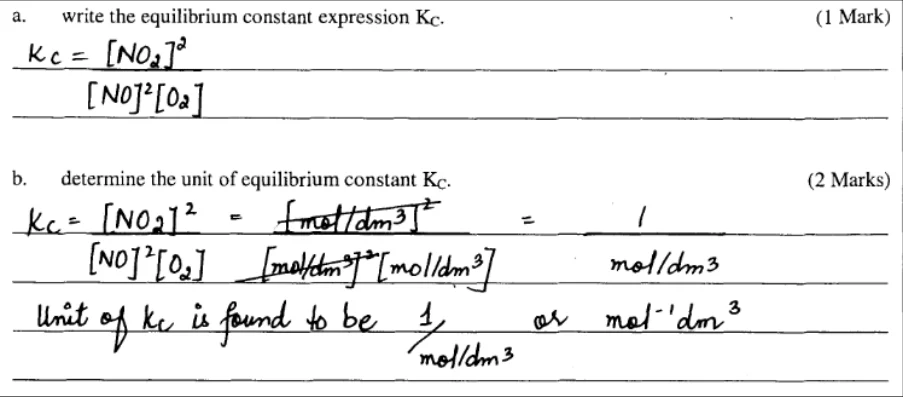 a. write the equilibrium constant expression Kc. (1 Mark)
Kc = [NO2]²
[NO]²[O2]
b. determine the unit of equilibrium constant Kc. (2 Marks)
Kc = [NO2]² = [mol/dm³]² = 1
[NO]²[O2] [mol/dm³]²[mol/dm³] mol/dm3
Unit of Kc is found to be 1/mol/dm3 or mol⁻¹dm³